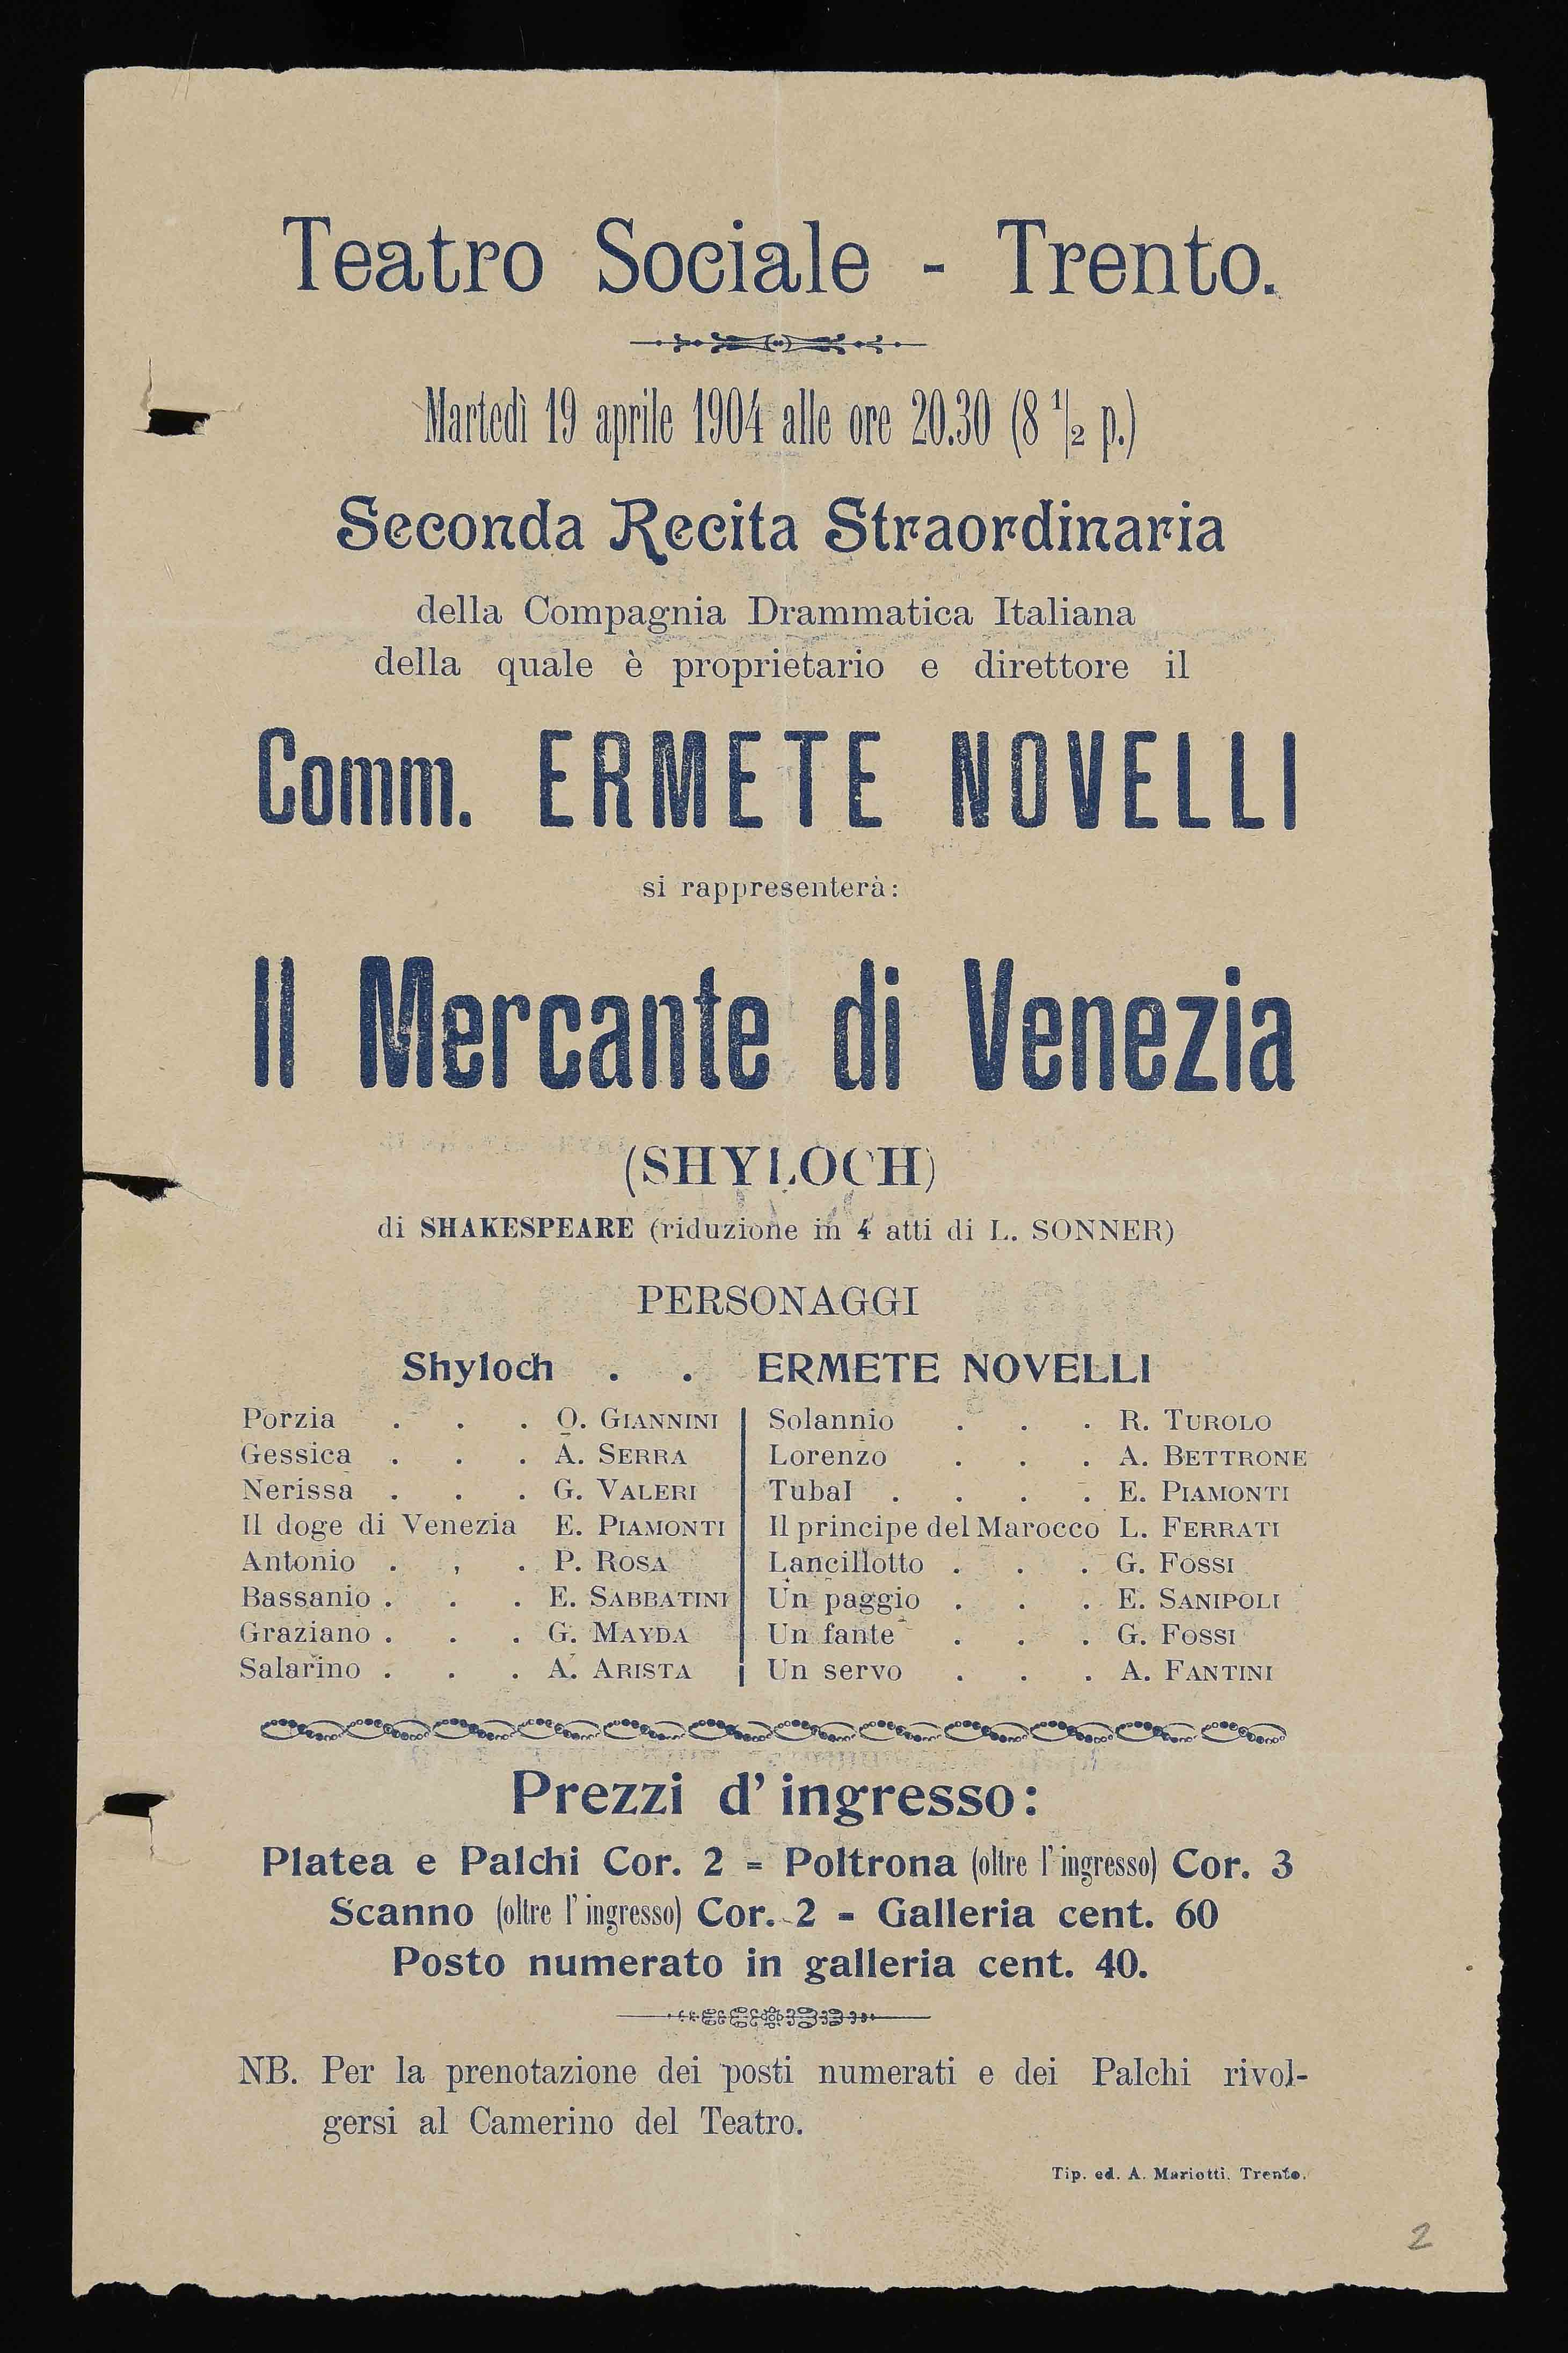 Teatro Sociale - Trento.
Martedì 19 aprile 1904 alle ore 20.30 (8 1/2 p.)
Seconda Recita Straordinaria
della Compagnia Drammatica Italiana
della quale è proprietario e direttore il
Comm. ERMETE NOVELLI
si rappresenterà:
Il Mercante di Venezia
(SHYLOCH)
di SHAKESPEARE (riduzione in 4 atti di L. SONNER)
PERSONAGGI
Shyloch . . ERMETE NOVELLI
Porzia . . . O. GIANNINI
Gessica . . . A. SERRA
Nerissa . . . G. VALERI
Il doge di Venezia E. PIAMONTI
Antonio . , . P. ROSA
Bassanio . . . E. SABBATINI
Graziano . . . G. MAYDA
Salarino . . . A. ARISTA
Solannio . . . R. TUROLO
Lorenzo . . . A. BETTRONE
Tubal . . . . E. PIAMONTI
Il principe del Marocco L. FERRATI
Lancillotto . . . G. FOSSI
Un paggio . . . E. SANIPOLI
Un fante . . . G. FOSSI
Un servo . . . A. FANTINI
Prezzi d' ingresso:
Platea e Palchi Cor. 2 = Poltrona (oltre l' ingresso) Cor. 3
Scanno (oltre l' ingresso) Cor. 2 - Galleria cent. 60
Posto numerato in galleria cent. 40.
NB. Per la prenotazione dei posti numerati e dei Palchi rivol-
gersi al Camerino del Teatro.
Tip. ed. A. Mariotti. Trento.
2